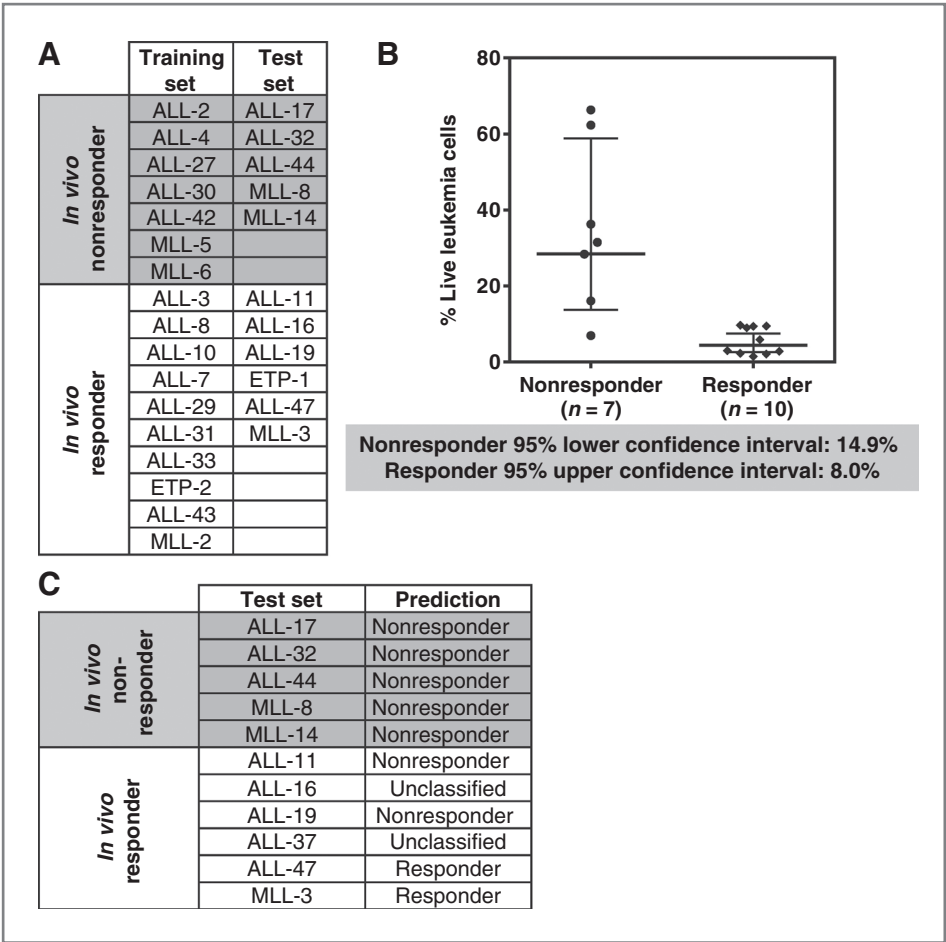 A
Training set | Test set
In vivo nonresponder
ALL-2 | ALL-17
ALL-4 | ALL-32
ALL-27 | ALL-44
ALL-30 | MLL-8
ALL-42 | MLL-14
MLL-5
MLL-6
In vivo responder
ALL-3 | ALL-11
ALL-8 | ALL-16
ALL-10 | ALL-19
ALL-7 | ETP-1
ALL-29 | ALL-47
ALL-31 | MLL-3
ALL-33
ETP-2
ALL-43
MLL-2
B
% Live leukemia cells
80
60
40
20
0
Nonresponder
(n = 7)
Responder
(n = 10)
Nonresponder 95% lower confidence interval: 14.9%
Responder 95% upper confidence interval: 8.0%
C
Test set | Prediction
In vivo non-responder
ALL-17 | Nonresponder
ALL-32 | Nonresponder
ALL-44 | Nonresponder
MLL-8 | Nonresponder
MLL-14 | Nonresponder
In vivo responder
ALL-11 | Nonresponder
ALL-16 | Unclassified
ALL-19 | Nonresponder
ALL-37 | Unclassified
ALL-47 | Responder
MLL-3 | Responder